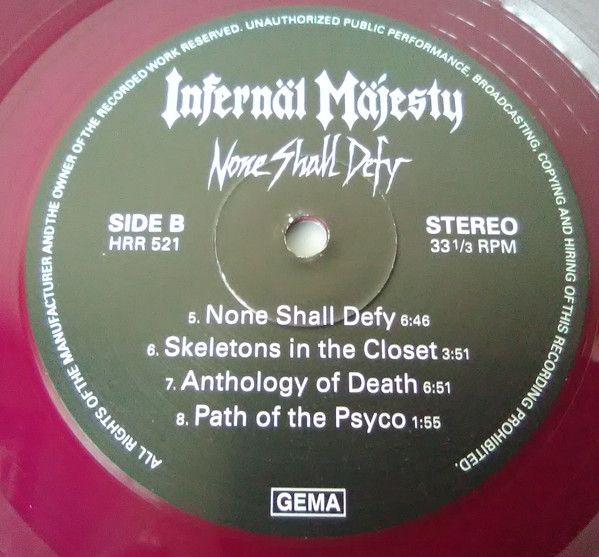 ALL RIGHTS OF THE MANUFACTURER AND THE OWNER OF THE RECORDED WORK RESERVED. UNAUTHORIZED PUBLIC PERFORMANCE, BROADCASTING, COPYING AND HIRING OF THIS RECORDING PROHIBITED.
Infernäl Mäjesty
None Shall Defy
SIDE B
HRR 521
STEREO
33 1/3 RPM
5. None Shall Defy 6:46
6. Skeletons in the Closet 3:51
7. Anthology of Death 6:51
8. Path of the Psyco 1:55
GEMA